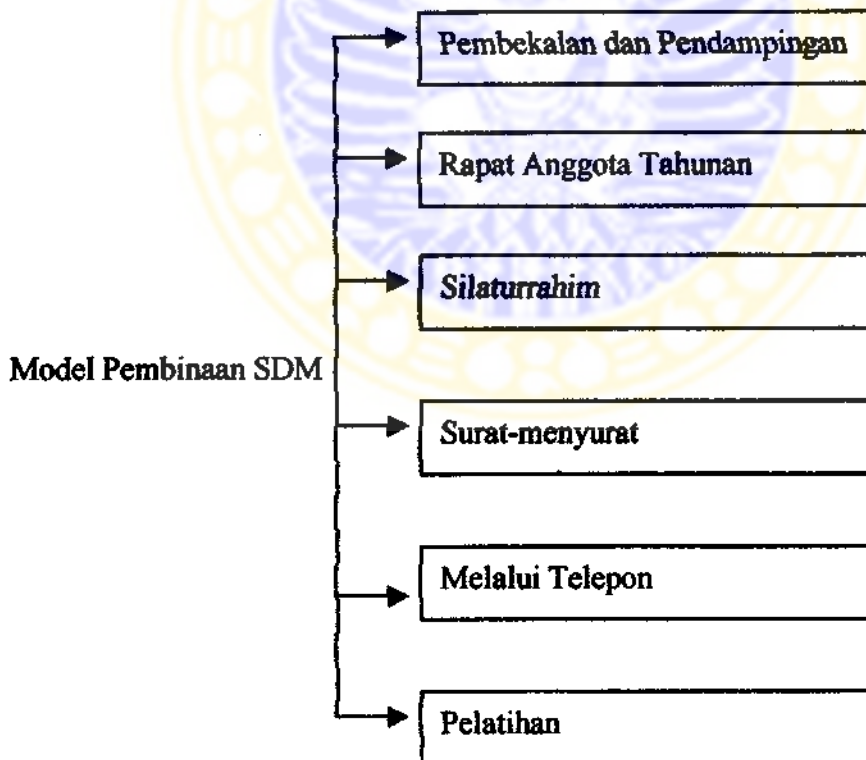 Pembekalan dan Pendampingan
Rapat Anggota Tahunan
Silaturrahim
Model Pembinaan SDM
Surat-menyurat
Melalui Telepon
Pelatihan